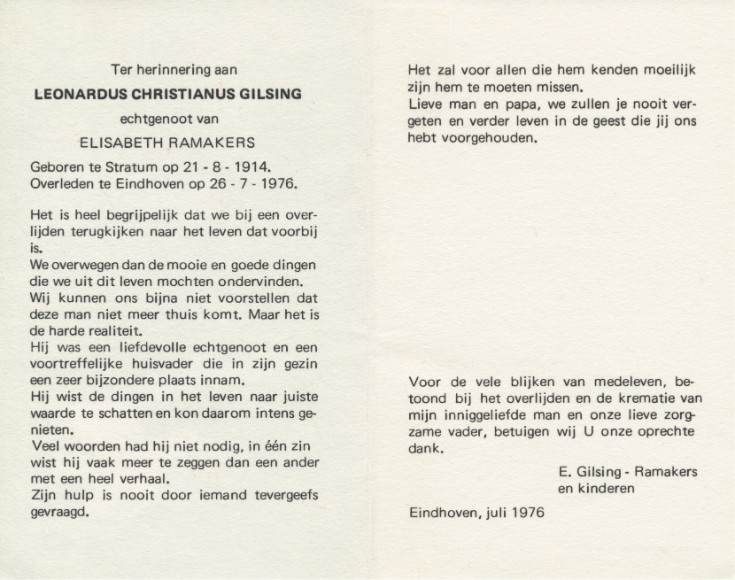 Ter herinnering aan
LEONARDUS CHRISTIANUS GILSING
echtgenoot van
ELISABETH RAMAKERS
Geboren te Stratum op 21 - 8 - 1914.
Overleden te Eindhoven op 26 - 7 - 1976.
Het is heel begrijpelijk dat we bij een over-
lijden terugkijken naar het leven dat voorbij
is.
We overwegen dan de mooie en goede dingen
die we uit dit leven mochten ondervinden.
Wij kunnen ons bijna niet voorstellen dat
deze man niet meer thuis komt. Maar het is
de harde realiteit.
Hij was een liefdevolle echtgenoot en een
voortreffelijke huisvader die in zijn gezin
een zeer bijzondere plaats innam.
Hij wist de dingen in het leven naar juiste
waarde te schatten en kon daarom intens ge-
nieten.
Veel woorden had hij niet nodig, in één zin
wist hij vaak meer te zeggen dan een ander
met een heel verhaal.
Zijn hulp is nooit door iemand tevergeefs
gevraagd.
Het zal voor allen die hem kenden moeilijk
zijn hem te moeten missen.
Lieve man en papa, we zullen je nooit ver-
geten en verder leven in de geest die jij ons
hebt voorgehouden.
Voor de vele blijken van medeleven, be-
toond bij het overlijden en de krematie van
mijn inniggeliefde man en onze lieve zorg-
zame vader, betuigen wij U onze oprechte
dank.
E. Gilsing - Ramakers
en kinderen
Eindhoven, juli 1976